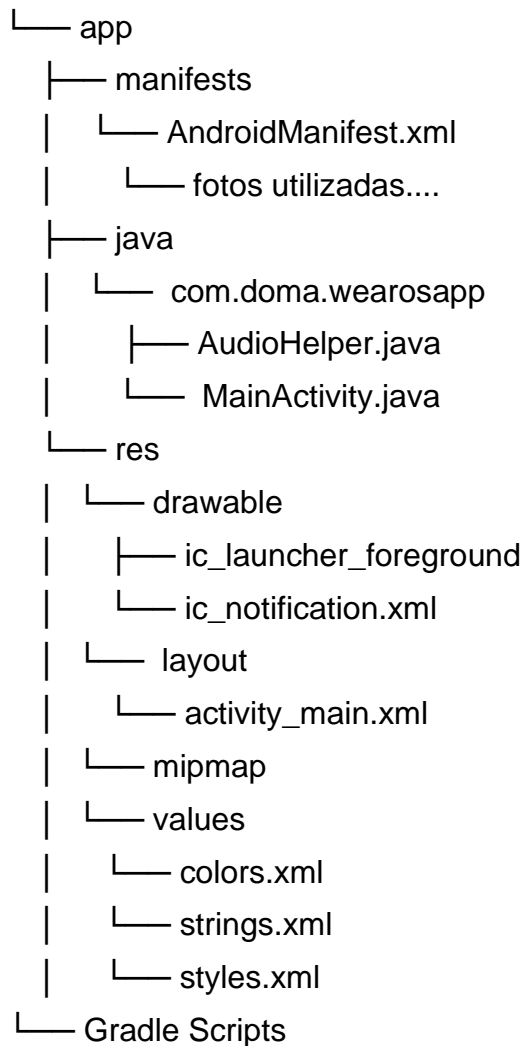 └── app
├── manifests
│ └── AndroidManifest.xml
│ └── fotos utilizadas....
├── java
│ └── com.doma.wearosapp
│ ├── AudioHelper.java
│ └── MainActivity.java
└── res
│ └── drawable
│ ├── ic_launcher_foreground
│ └── ic_notification.xml
│ └── layout
│ └── activity_main.xml
│ └── mipmap
│ └── values
│ └── colors.xml
│ └── strings.xml
│ └── styles.xml
└── Gradle Scripts